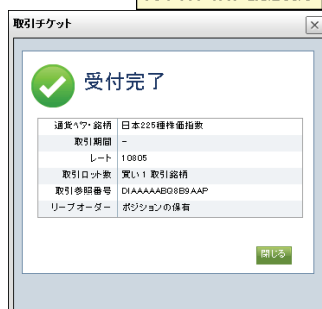 取引チケット
受付完了
通貨ペア・銘柄 日本225種株価指数
取引期間 -
レート 10805
取引ロット数 買い 1 取引銘柄
取引参照番号 DIAAAAABQ8B9AAP
リーブオーダー ポジションの保有
閉じる